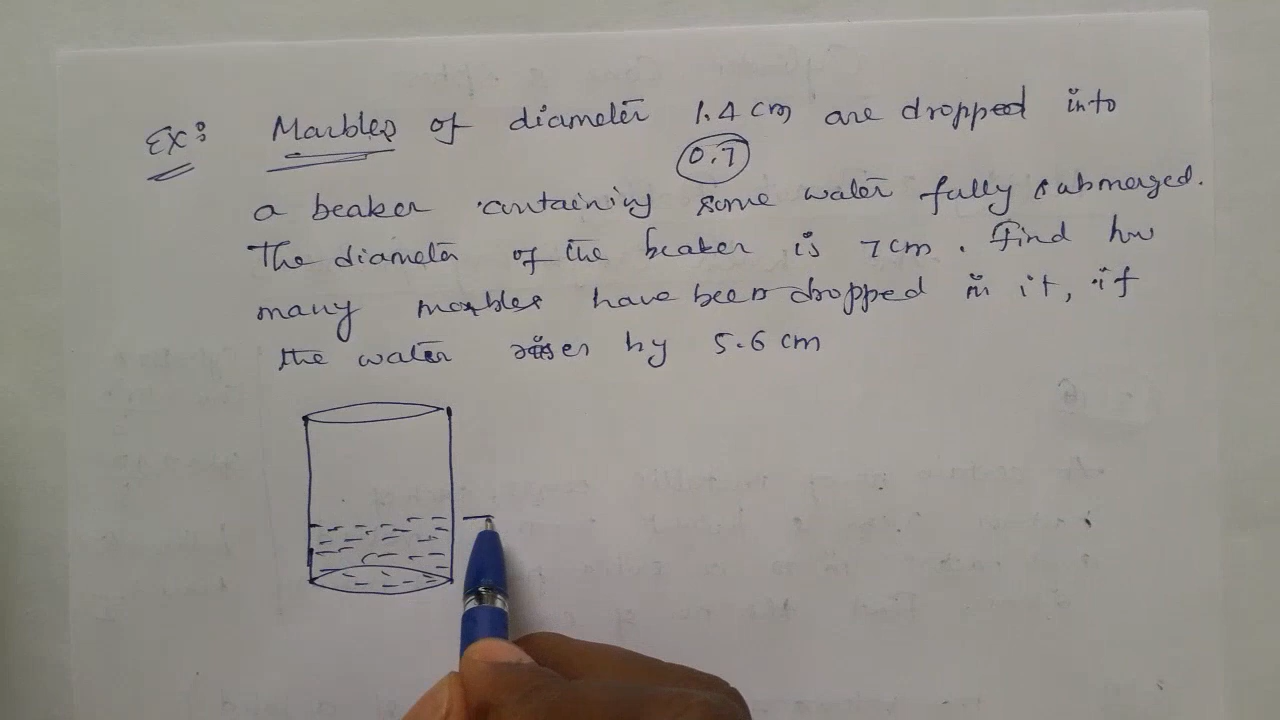 Ex: Marbles of diameter 1.4 cm are dropped into
0.7
a beaker containing some water fully submerged.
The diameter of the beaker is 7 cm. Find how
many marbles have been dropped in it, if
the water rises by 5.6 cm